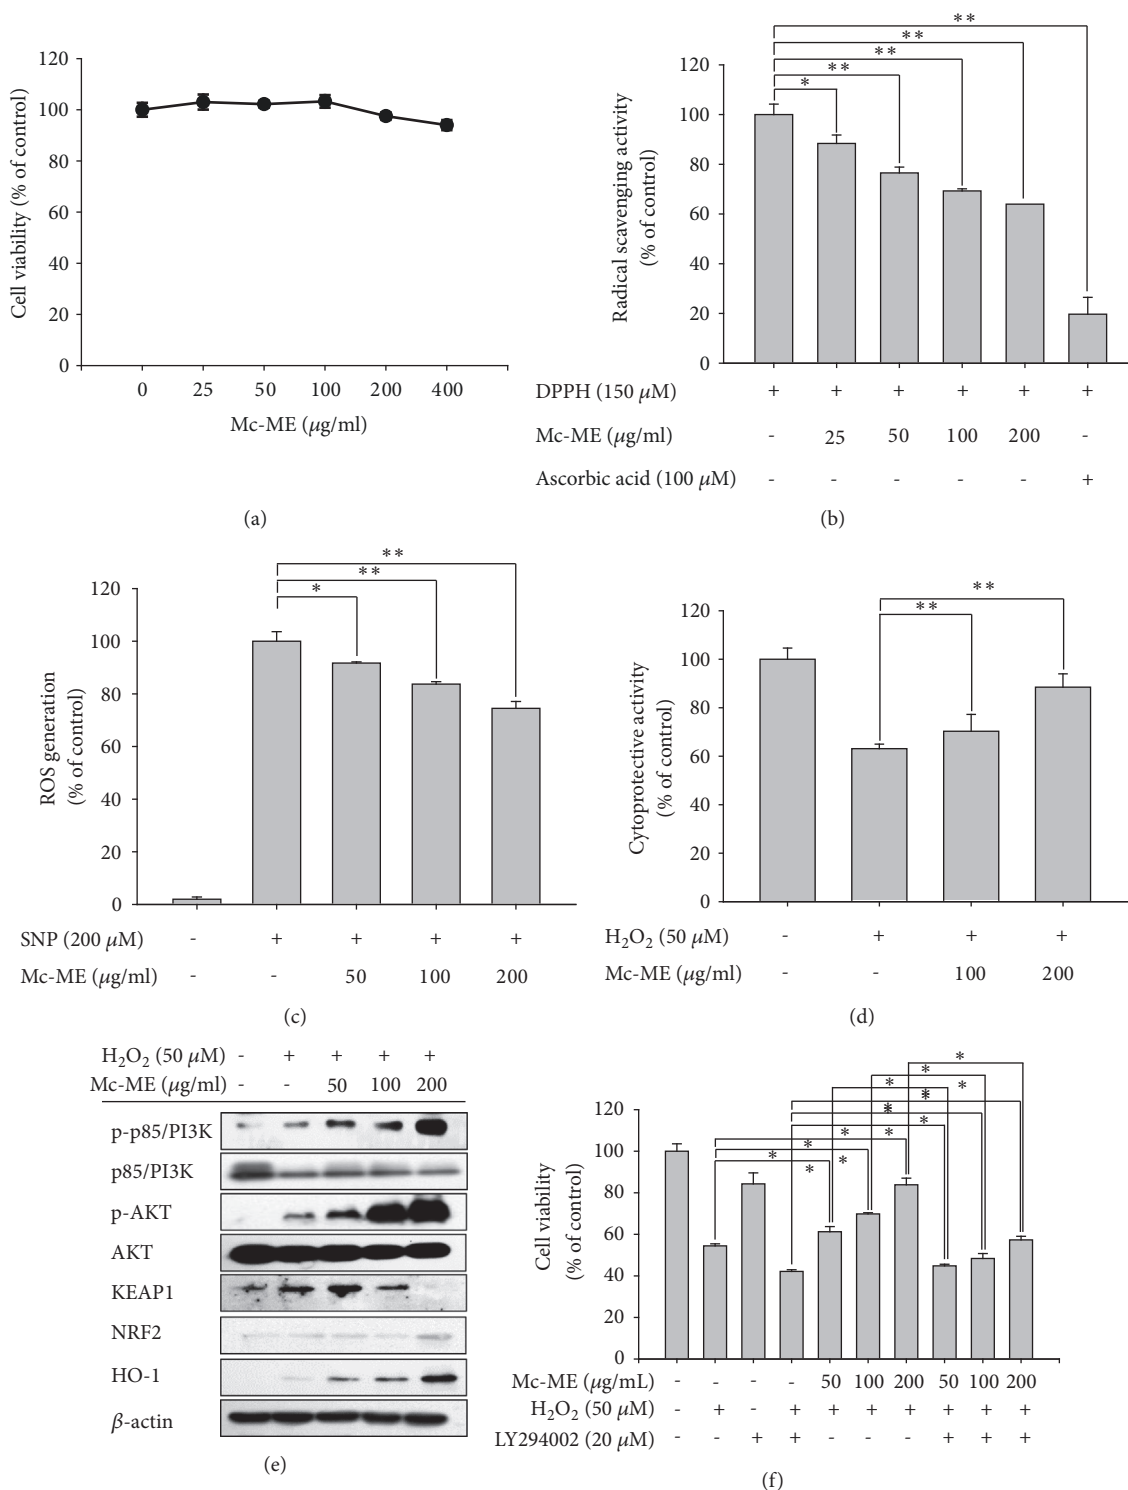 120
100
80
60
40
20
0
Cell viability (% of control)
0 25 50 100 200 400
Mc-ME (μg/ml)
(a)
** ** ** ** *
120
100
80
60
40
20
0
Radical scavenging activity
(% of control)
DPPH (150 μM) + + + + + +
Mc-ME (μg/ml) - 25 50 100 200 -
Ascorbic acid (100 μM) - - - - - +
(b)
** ** *
120
100
80
60
40
20
0
ROS generation
(% of control)
SNP (200 μM) - + + + +
Mc-ME (μg/ml) - - 50 100 200
(c)
** **
120
100
80
60
40
20
0
Cytoprotective activity
(% of control)
H₂O₂ (50 μM) - + + +
Mc-ME (μg/ml) - - 100 200
(d)
H₂O₂ (50 μM) - + + + +
Mc-ME (μg/ml) - - 50 100 200
p-p85/PI3K
p85/PI3K
p-AKT
AKT
KEAP1
NRF2
HO-1
β-actin
(e)
* * * * * * * * * * * * * *
120
100
80
60
40
20
0
Cell viability
(% of control)
Mc-ME (μg/mL) - - - - 50 100 200 50 100 200
H₂O₂ (50 μM) - + - + + + + + + +
LY294002 (20 μM) - - + + - - - + + +
(f)